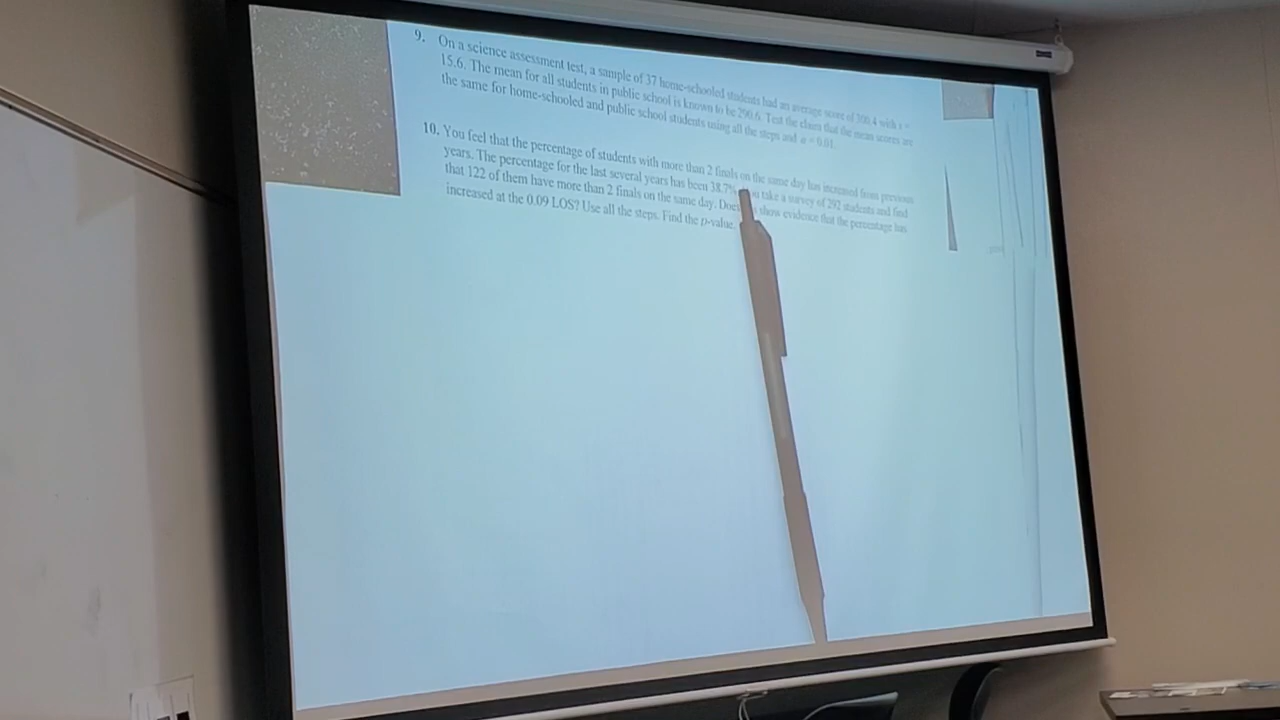 9. On a science assessment test, a sample of 37 home-schooled students had an average score of 300.4 with s =
15.6. The mean for all students in public school is known to be 290.6. Test the claim that the mean scores are
the same for home-schooled and public school students using all the steps and α = 0.01.
10. You feel that the percentage of students with more than 2 finals on the same day has increased from previous
years. The percentage for the last several years has been 38.7% take a survey of 292 students and find
that 122 of them have more than 2 finals on the same day. Does show evidence that the percentage has
increased at the 0.09 LOS? Use all the steps. Find the p-value.